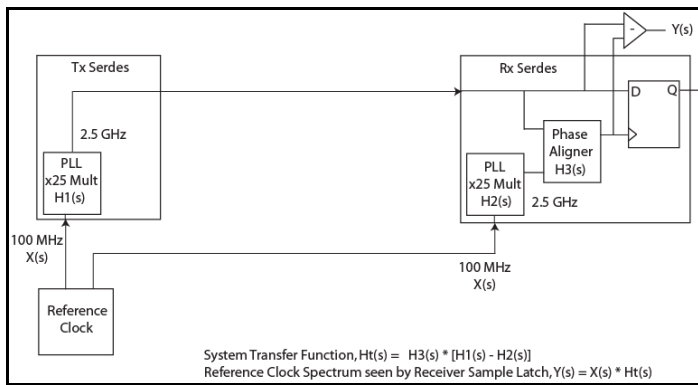 Y(s)
-
Tx Serdes
Rx Serdes
D Q
2.5 GHz
Phase
Aligner
H3(s)
PLL
x25 Mult
H1(s)
PLL
x25 Mult
H2(s)
2.5 GHz
100 MHz
X(s)
100 MHz
X(s)
Reference
Clock
System Transfer Function, Ht(s) = H3(s) * [H1(s) - H2(s)]
Reference Clock Spectrum seen by Receiver Sample Latch, Y(s) = X(s) * Ht(s)